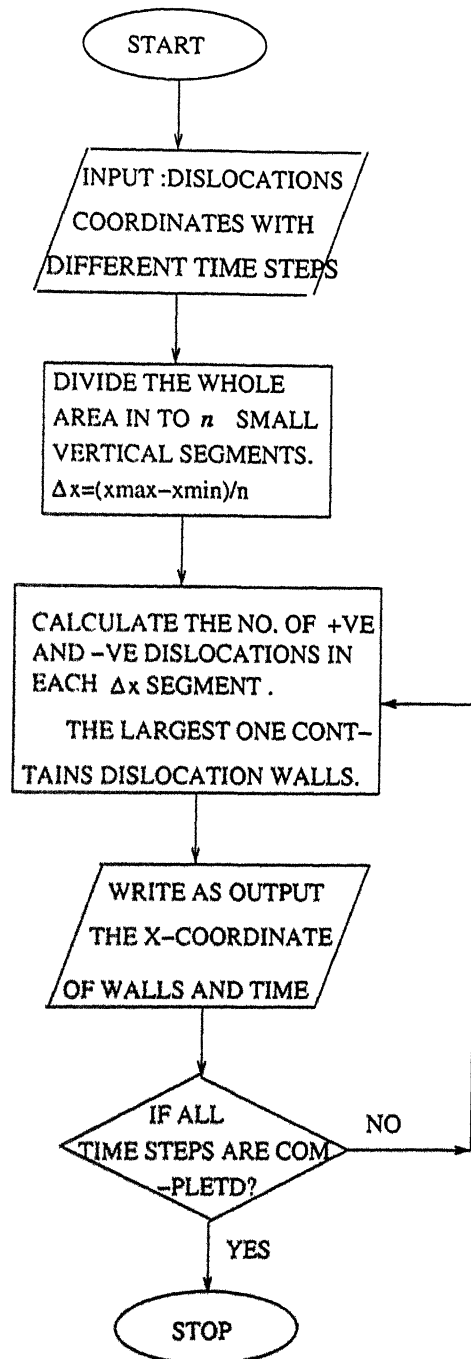 START
INPUT :DISLOCATIONS
COORDINATES WITH
DIFFERENT TIME STEPS
DIVIDE THE WHOLE
AREA IN TO n SMALL
VERTICAL SEGMENTS.
Δx=(xmax−xmin)/n
CALCULATE THE NO. OF +VE
AND −VE DISLOCATIONS IN
EACH Δx SEGMENT .
THE LARGEST ONE CONT−
TAINS DISLOCATION WALLS.
WRITE AS OUTPUT
THE X−COORDINATE
OF WALLS AND TIME
IF ALL
TIME STEPS ARE COM
−PLETD?
NO
YES
STOP